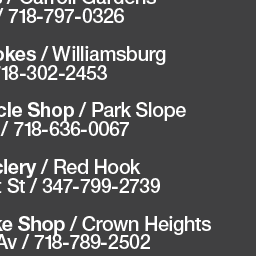 / 718-797-0326
okes / Williamsburg
718-302-2453
cle Shop / Park Slope
/ 718-636-0067
clery / Red Hook
t St / 347-799-2739
ke Shop / Crown Heights
Av / 718-789-2502